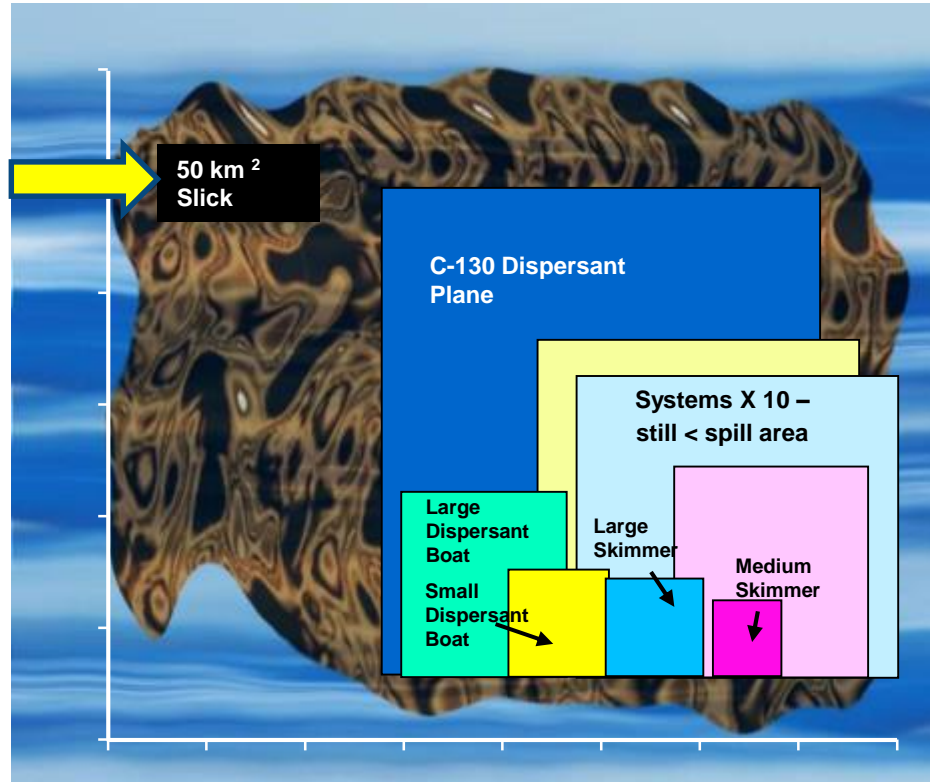 50 km ²
Slick
C-130 Dispersant
Plane
Systems X 10 –
still < spill area
Large
Dispersant
Boat
Large
Skimmer
Medium
Skimmer
Small
Dispersant
Boat